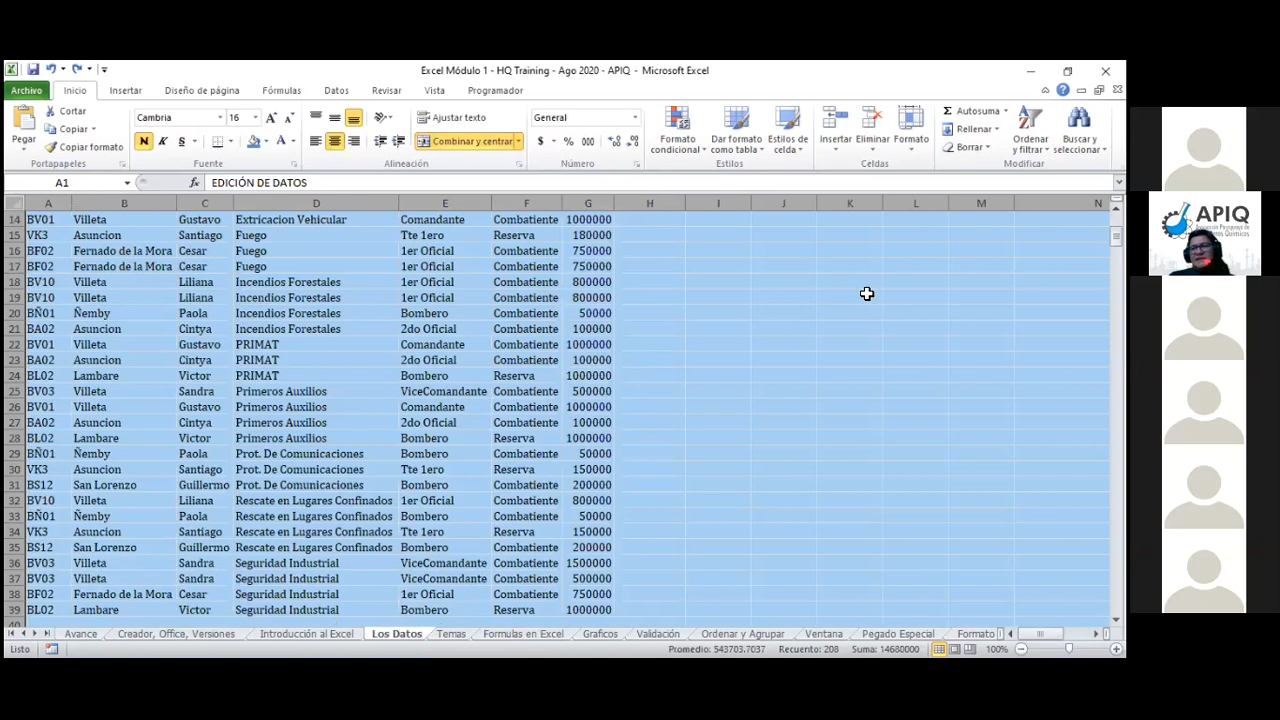 Excel Módulo 1 - HQ Training - Ago 2020 - APIQ - Microsoft Excel
Archivo Inicio Insertar Diseño de página Fórmulas Datos Revisar Vista Programador
Pegar
Cortar
Copiar
Copiar formato
Portapapeles
Cambria 16
N K S
Fuente
Ajustar texto
Combinar y centrar
Alineación
General
$ % 000
Número
Formato condicional
Dar formato como tabla
Estilos de celda
Estilos
Insertar Eliminar Formato
Celdas
Autosuma
Rellenar
Borrar
Ordenar y filtrar
Buscar y seleccionar
Modificar
A1 fx EDICIÓN DE DATOS
A B C D E F G H I J K L M N
14 BV01 Villeta Gustavo Extricacion Vehicular Comandante Combatiente 1000000
15 VK3 Asuncion Santiago Fuego Tte 1ero Reserva 180000
16 BF02 Fernado de la Mora Cesar Fuego 1er Oficial Combatiente 750000
17 BF02 Fernado de la Mora Cesar Fuego 1er Oficial Combatiente 750000
18 BV10 Villeta Liliana Incendios Forestales 1er Oficial Combatiente 800000
19 BV10 Villeta Liliana Incendios Forestales 1er Oficial Combatiente 800000
20 BÑ01 Ñemby Paola Incendios Forestales Bombero Combatiente 50000
21 BA02 Asuncion Cintya Incendios Forestales 2do Oficial Combatiente 100000
22 BV01 Villeta Gustavo PRIMAT Comandante Combatiente 1000000
23 BA02 Asuncion Cintya PRIMAT 2do Oficial Combatiente 100000
24 BL02 Lambare Victor PRIMAT Bombero Reserva 1000000
25 BV03 Villeta Sandra Primeros Auxilios ViceComandante Combatiente 500000
26 BV01 Villeta Gustavo Primeros Auxilios Comandante Combatiente 1000000
27 BA02 Asuncion Cintya Primeros Auxilios 2do Oficial Combatiente 100000
28 BL02 Lambare Victor Primeros Auxilios Bombero Reserva 1000000
29 BÑ01 Ñemby Paola Prot. De Comunicaciones Bombero Combatiente 50000
30 VK3 Asuncion Santiago Prot. De Comunicaciones Tte 1ero Reserva 150000
31 BS12 San Lorenzo Guillermo Prot. De Comunicaciones Bombero Combatiente 200000
32 BV10 Villeta Liliana Rescate en Lugares Confinados 1er Oficial Combatiente 800000
33 BÑ01 Ñemby Paola Rescate en Lugares Confinados Bombero Combatiente 50000
34 VK3 Asuncion Santiago Rescate en Lugares Confinados Tte 1ero Reserva 150000
35 BS12 San Lorenzo Guillermo Rescate en Lugares Confinados Bombero Combatiente 200000
36 BV03 Villeta Sandra Seguridad Industrial ViceComandante Combatiente 1500000
37 BV03 Villeta Sandra Seguridad Industrial ViceComandante Combatiente 500000
38 BF02 Fernado de la Mora Cesar Seguridad Industrial 1er Oficial Combatiente 750000
39 BL02 Lambare Victor Seguridad Industrial Bombero Reserva 1000000
Avance Creador, Office, Versiones Introducción al Excel Los Datos Temas Formulas en Excel Graficos Validación Ordenar y Agrupar Ventana Pegado Especial Formato
Listo Promedio: 543703.7037 Recuento: 208 Suma: 14680000 100%
APIQ